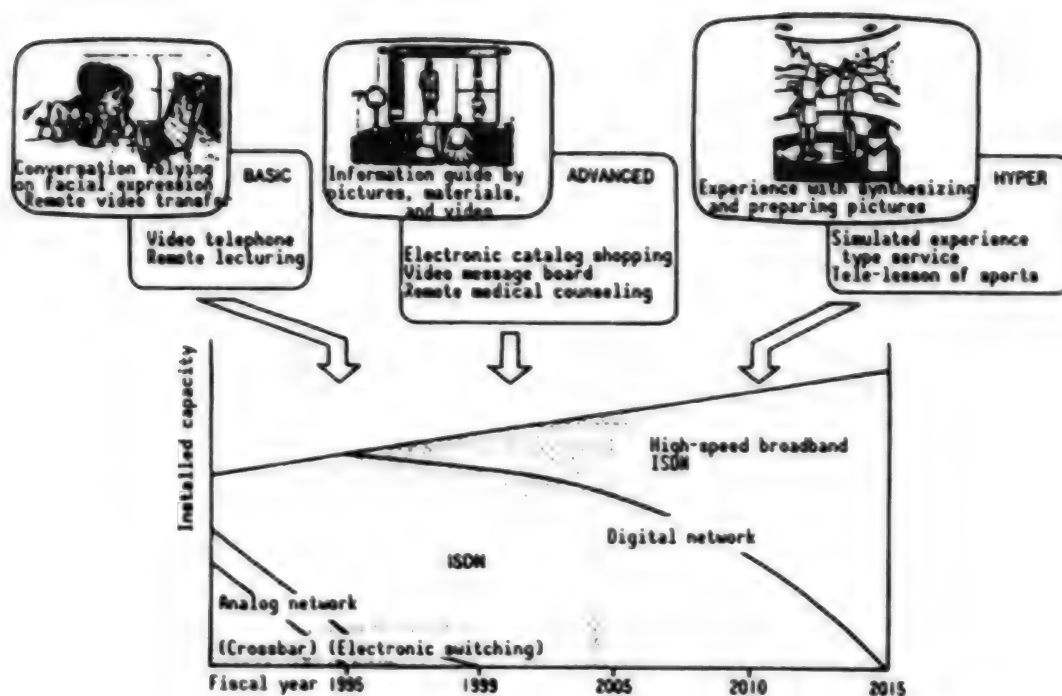 Conversation relying
on facial expression
Remote video transfer
BASIC
Video telephone
Remote lecturing
Information guide by
pictures, materials,
and video
ADVANCED
Electronic catalog shopping
Video message board
Remote medical counseling
Experience with synthesizing
and preparing pictures
HYPER
Simulated experience
type service
Tele-lesson of sports
Installed capacity
High-speed broadband
ISDN
Digital network
ISDN
Analog network
(Crossbar) (Electronic switching)
Fiscal year 1995 1999 2005 2010 2015